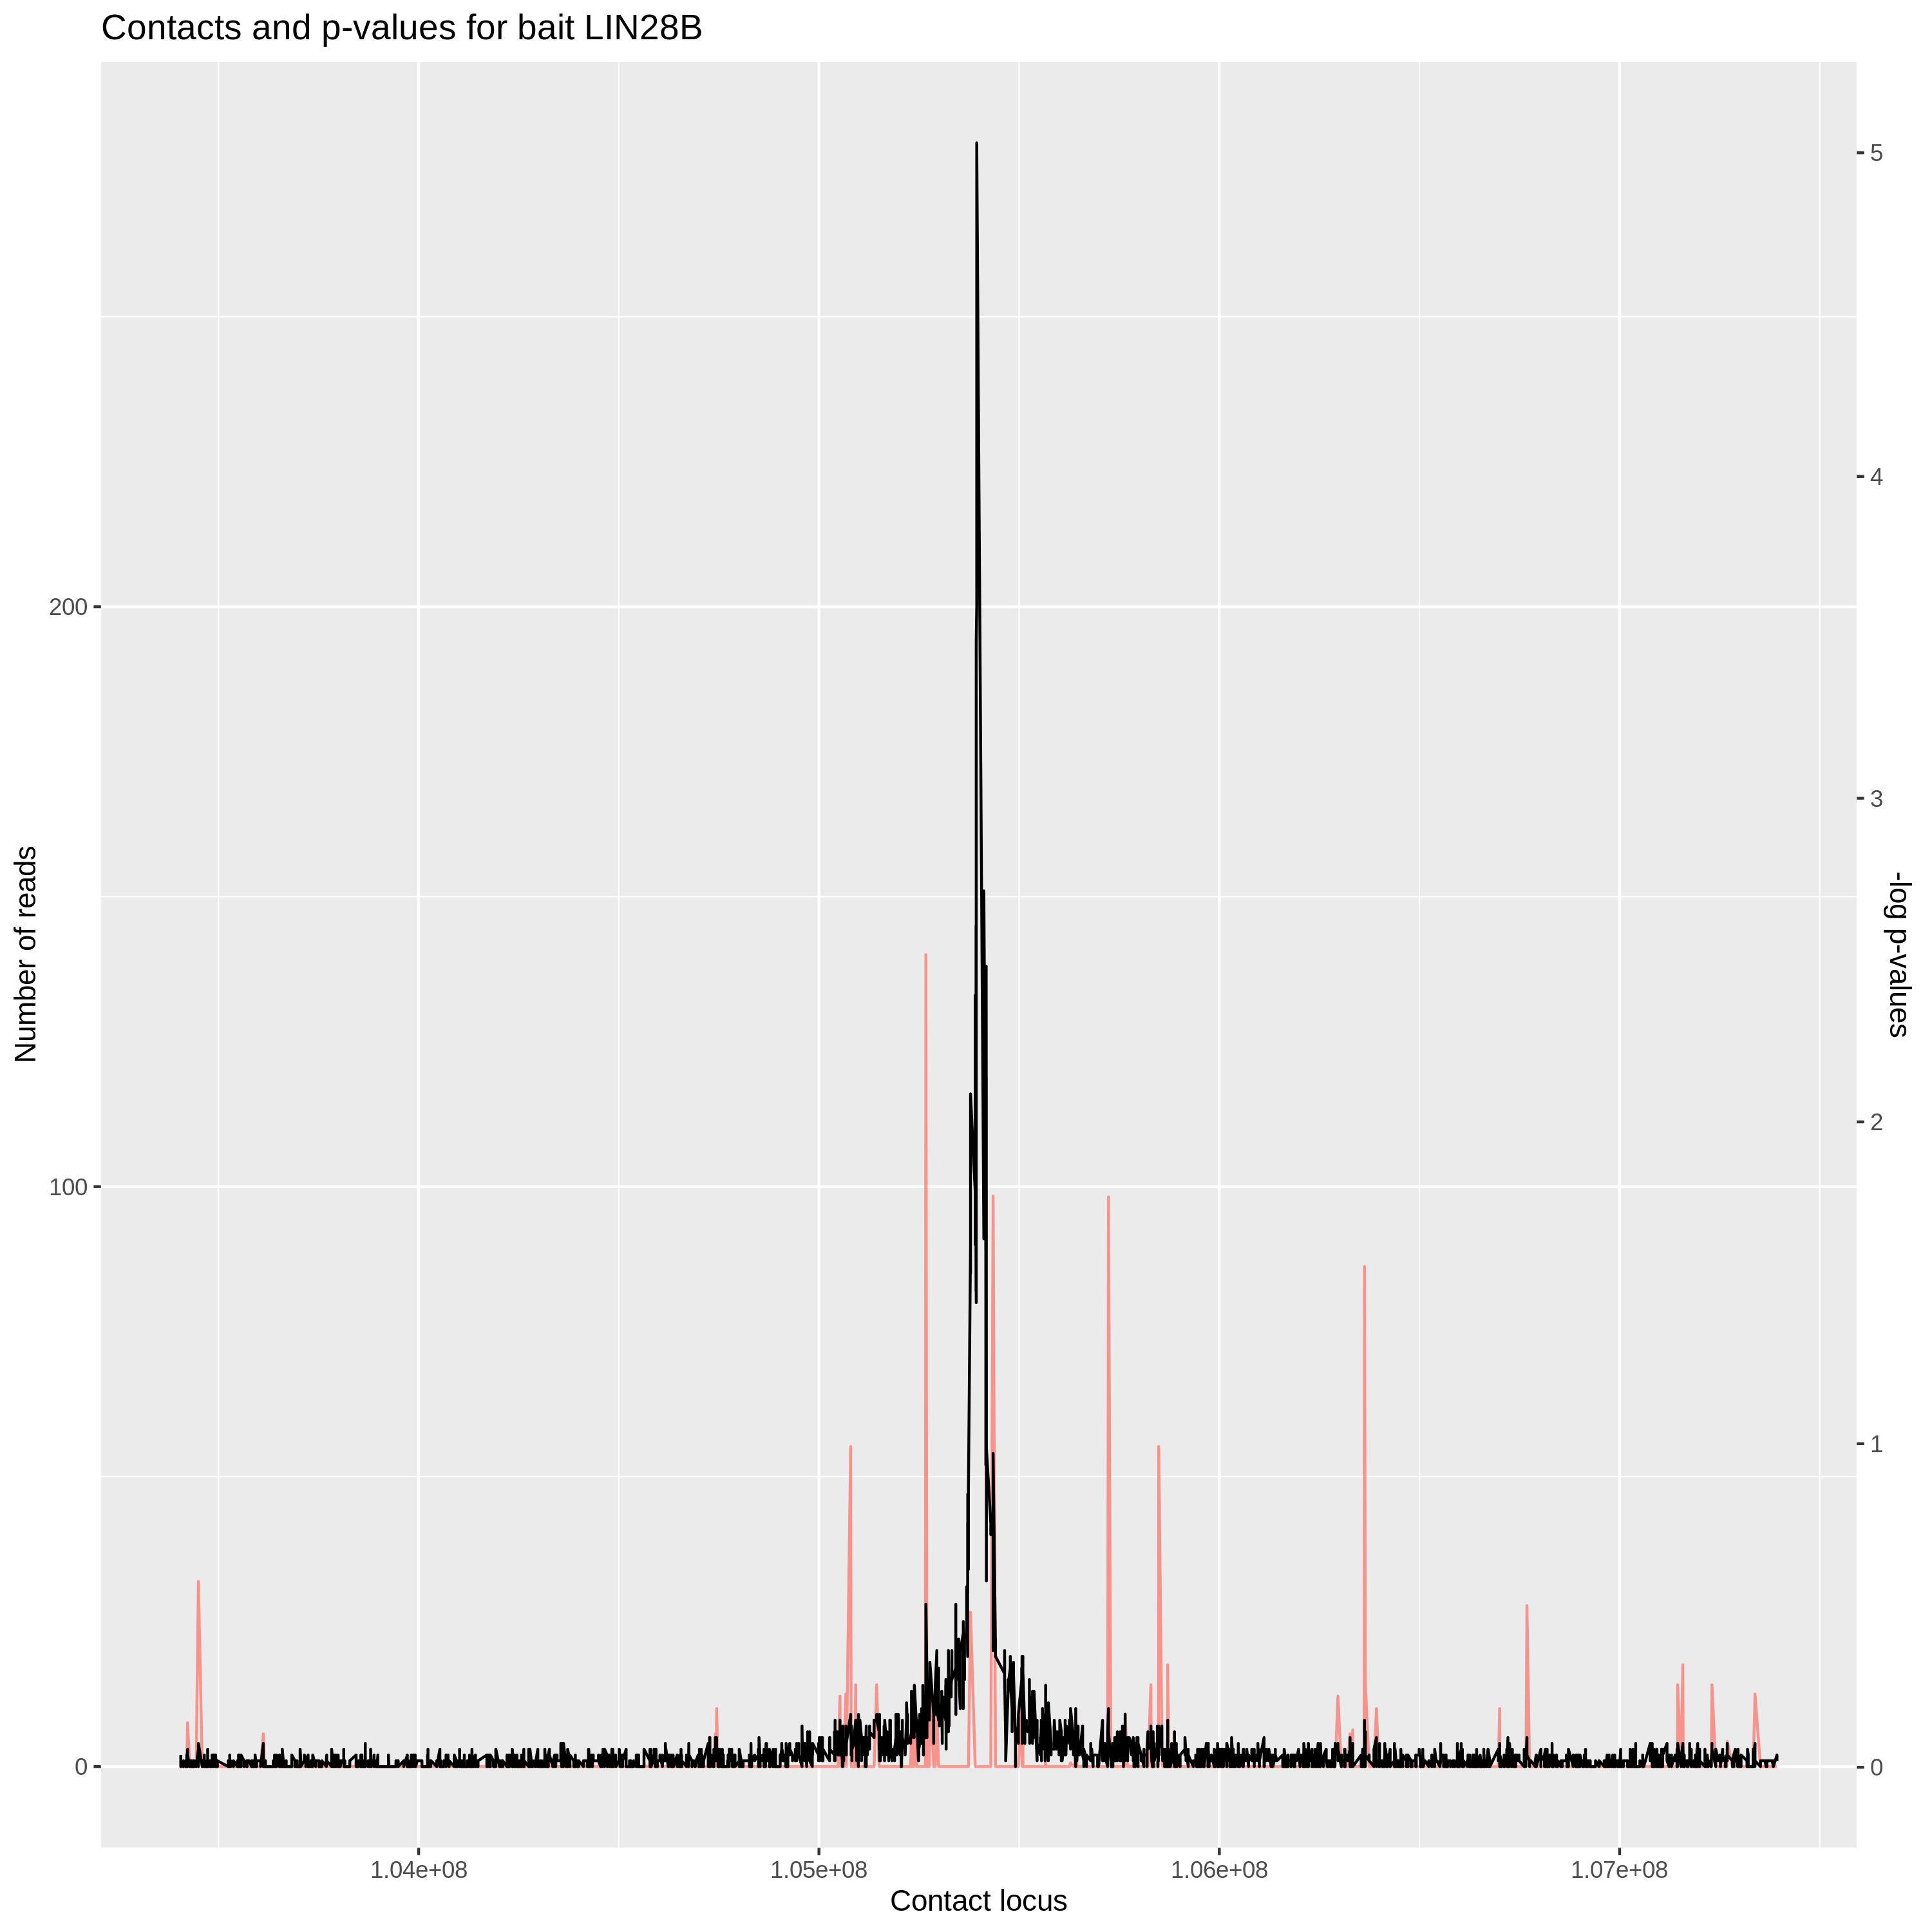 Contacts and p-values for bait LIN28B
Number of reads
200
100
0
5
4
3
2
1
0
-log p-values
1.04e+08
1.05e+08
1.06e+08
1.07e+08
Contact locus